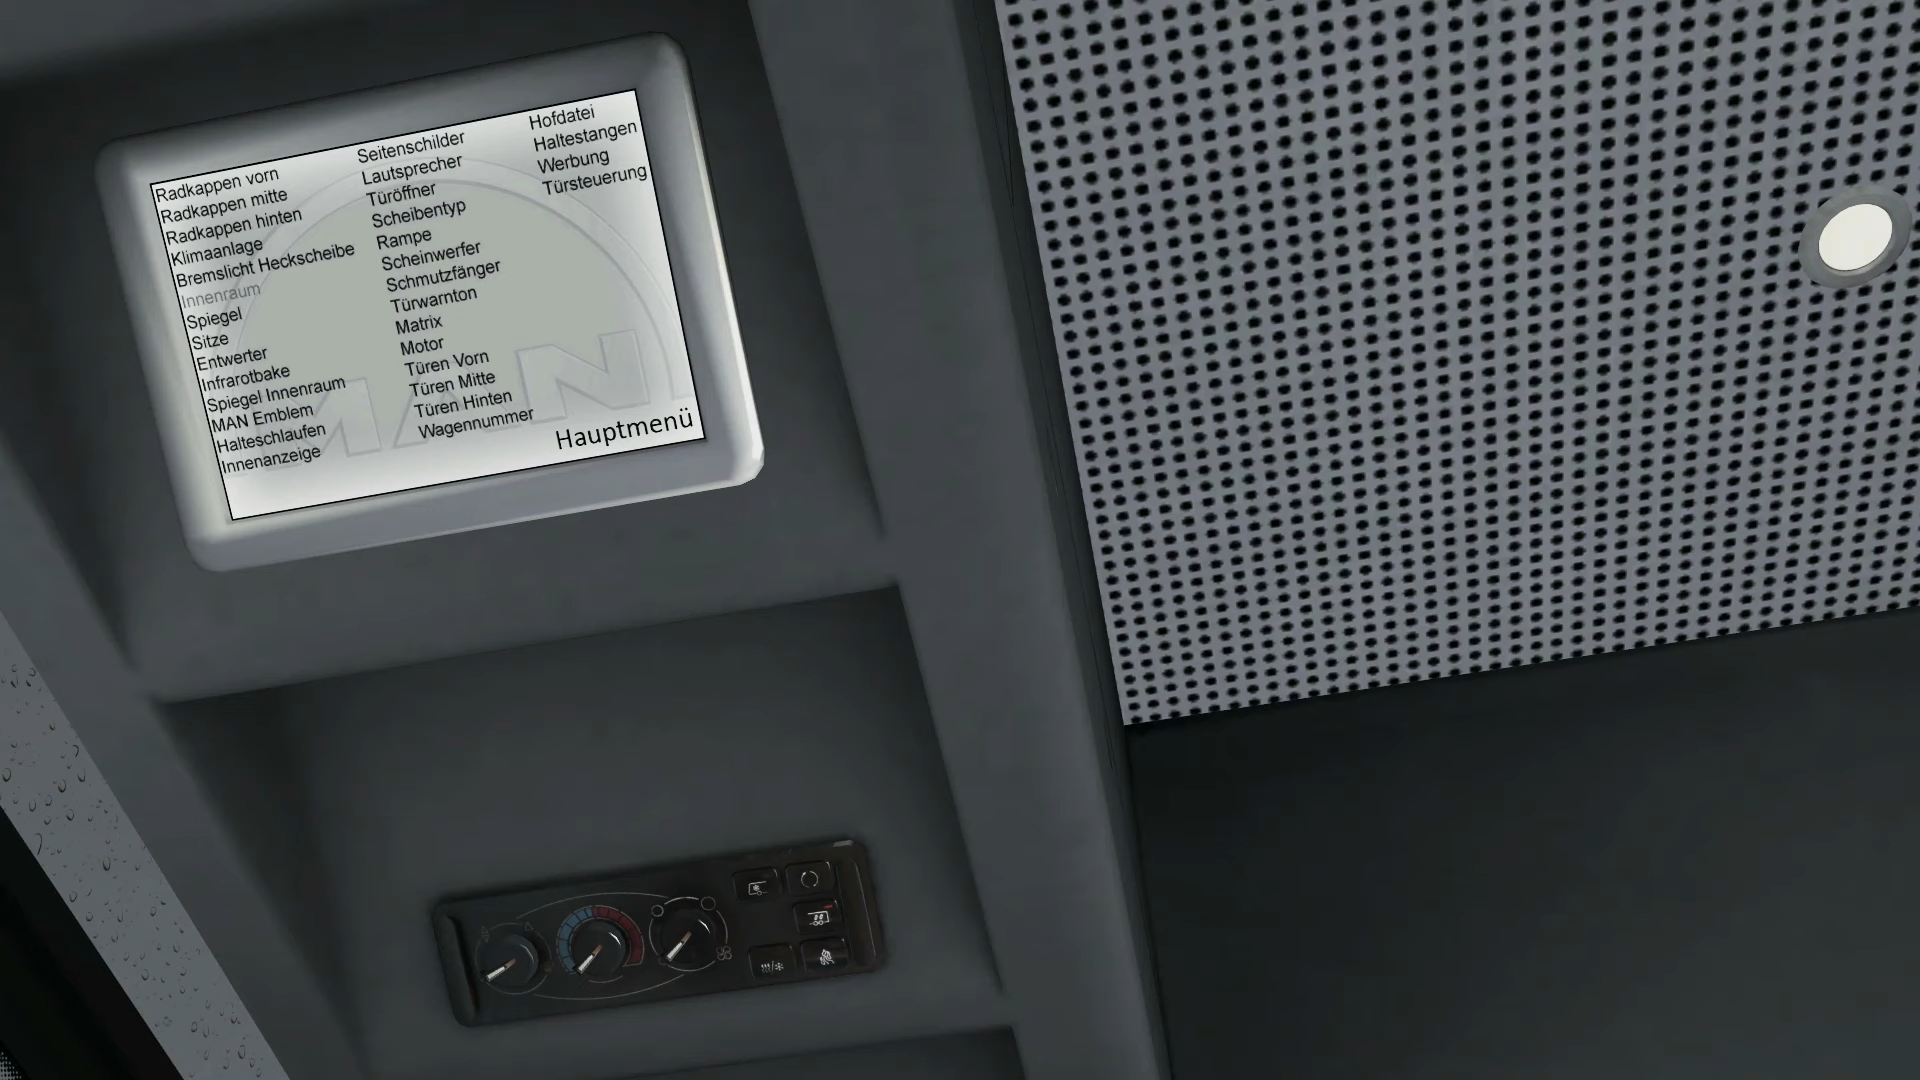 Radkappen vorn
Radkappen mitte
Radkappen hinten
Klimaanlage
Bremslicht Heckscheibe
Innenraum
Spiegel
Sitze
Entwerter
Infrarotbake
Spiegel Innenraum
MAN Emblem
Halteschlaufen
Innenanzeige
Seitenschilder
Lautsprecher
Türöffner
Scheibentyp
Rampe
Scheinwerfer
Schmutzfänger
Türwarnton
Matrix
Motor
Türen Vorn
Türen Mitte
Türen Hinten
Wagennummer
Hofdatei
Haltestangen
Werbung
Türsteuerung
Hauptmenü
MAN